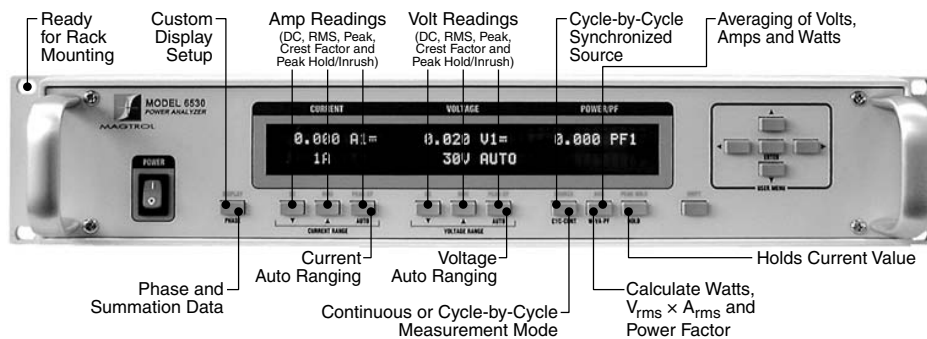 Ready
for Rack
Mounting
Custom
Display
Setup
Amp Readings
(DC, RMS, Peak,
Crest Factor and
Peak Hold/Inrush)
Volt Readings
(DC, RMS, Peak,
Crest Factor and
Peak Hold/Inrush)
Cycle-by-Cycle
Synchronized
Source
Averaging of Volts,
Amps and Watts
MODEL 6530
POWER ANALYZER
MAGTROL
CURRENT
VOLTAGE
POWER/PF
0.000 A1= 0.020 V1= 0.000 PF1
1A 30V AUTO
POWER
ENTER
USER MENU
DISPLAY
PEAK HOLD
SHIFT
PHASE
AUTO
AUTO
CYC-CONT
W-VA-PF
HOLD
CURRENT RANGE
VOLTAGE RANGE
Phase and
Summation Data
Current
Auto Ranging
Voltage
Auto Ranging
Continuous or Cycle-by-Cycle
Measurement Mode
Calculate Watts,
Vrms × Arms and
Power Factor
Holds Current Value